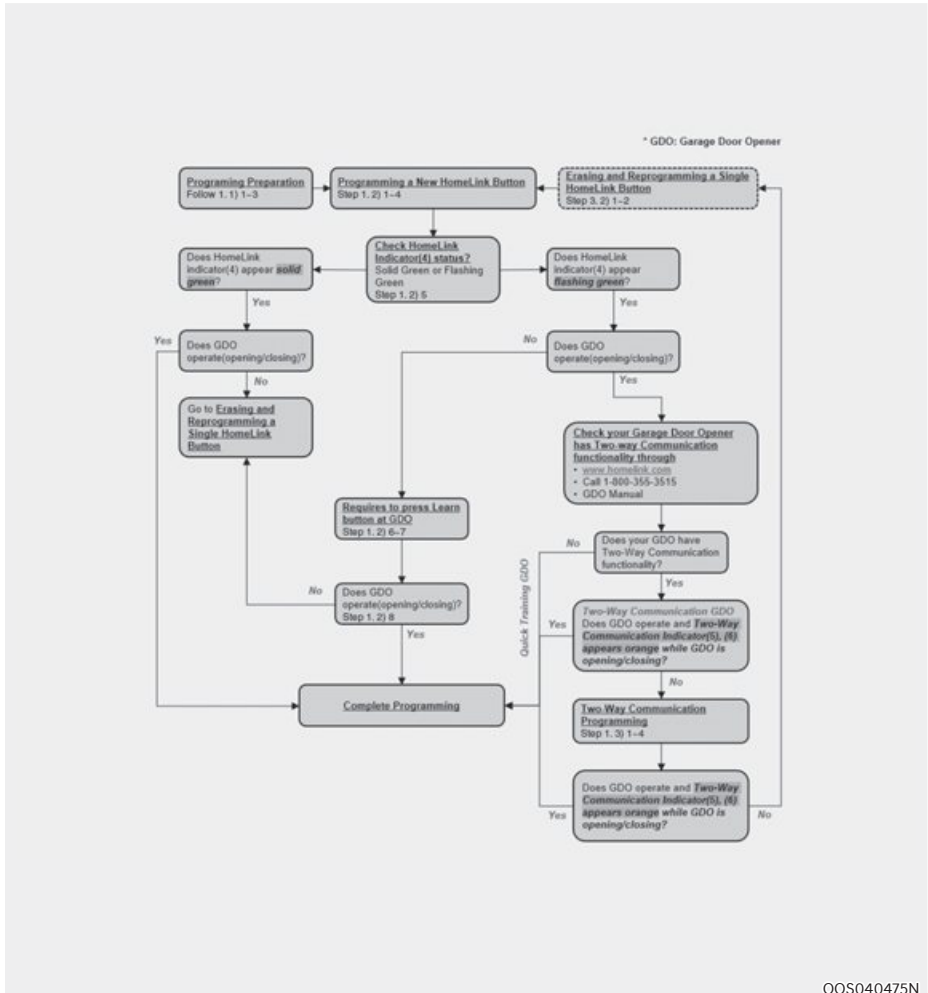 * GDO: Garage Door Opener
Programing Preparation
Follow 1. 1) 1~3
Programming a New HomeLink Button
Step 1. 2) 1~4
Erasing and Reprogramming a Single
HomeLink Button
Step 3. 2) 1~2
Does HomeLink
indicator(4) appear solid
green?
Check HomeLink
Indicator(4) status?
Solid Green or Flashing
Green
Step 1. 2) 5
Does HomeLink
indicator(4) appear
flashing green?
Yes
Yes
Yes
Does GDO
operate(opening/closing)?
No
Does GDO
operate(opening/closing)?
No
Yes
Go to Erasing and
Reprogramming a
Single HomeLink
Button
Check your Garage Door Opener
has Two-way Communication
functionality through
• www.homelink.com
• Call 1-800-355-3515
• GDO Manual
Requires to press Learn
button at GDO
Step 1. 2) 6~7
No
Does your GDO have
Two-Way Communication
functionality?
Yes
Quick Training GDO
No
Does GDO
operate(opening/closing)?
Step 1. 2) 8
Yes
Yes
Two-Way Communication GDO
Does GDO operate and Two-Way
Communication Indicator(5), (6)
appears orange while GDO is
opening/closing?
No
Complete Programming
Two Way Communication
Programming
Step 1. 3) 1~4
Does GDO operate and Two-Way
Communication Indicator(5), (6)
appears orange while GDO is
opening/closing?
Yes
No
OOS040475N